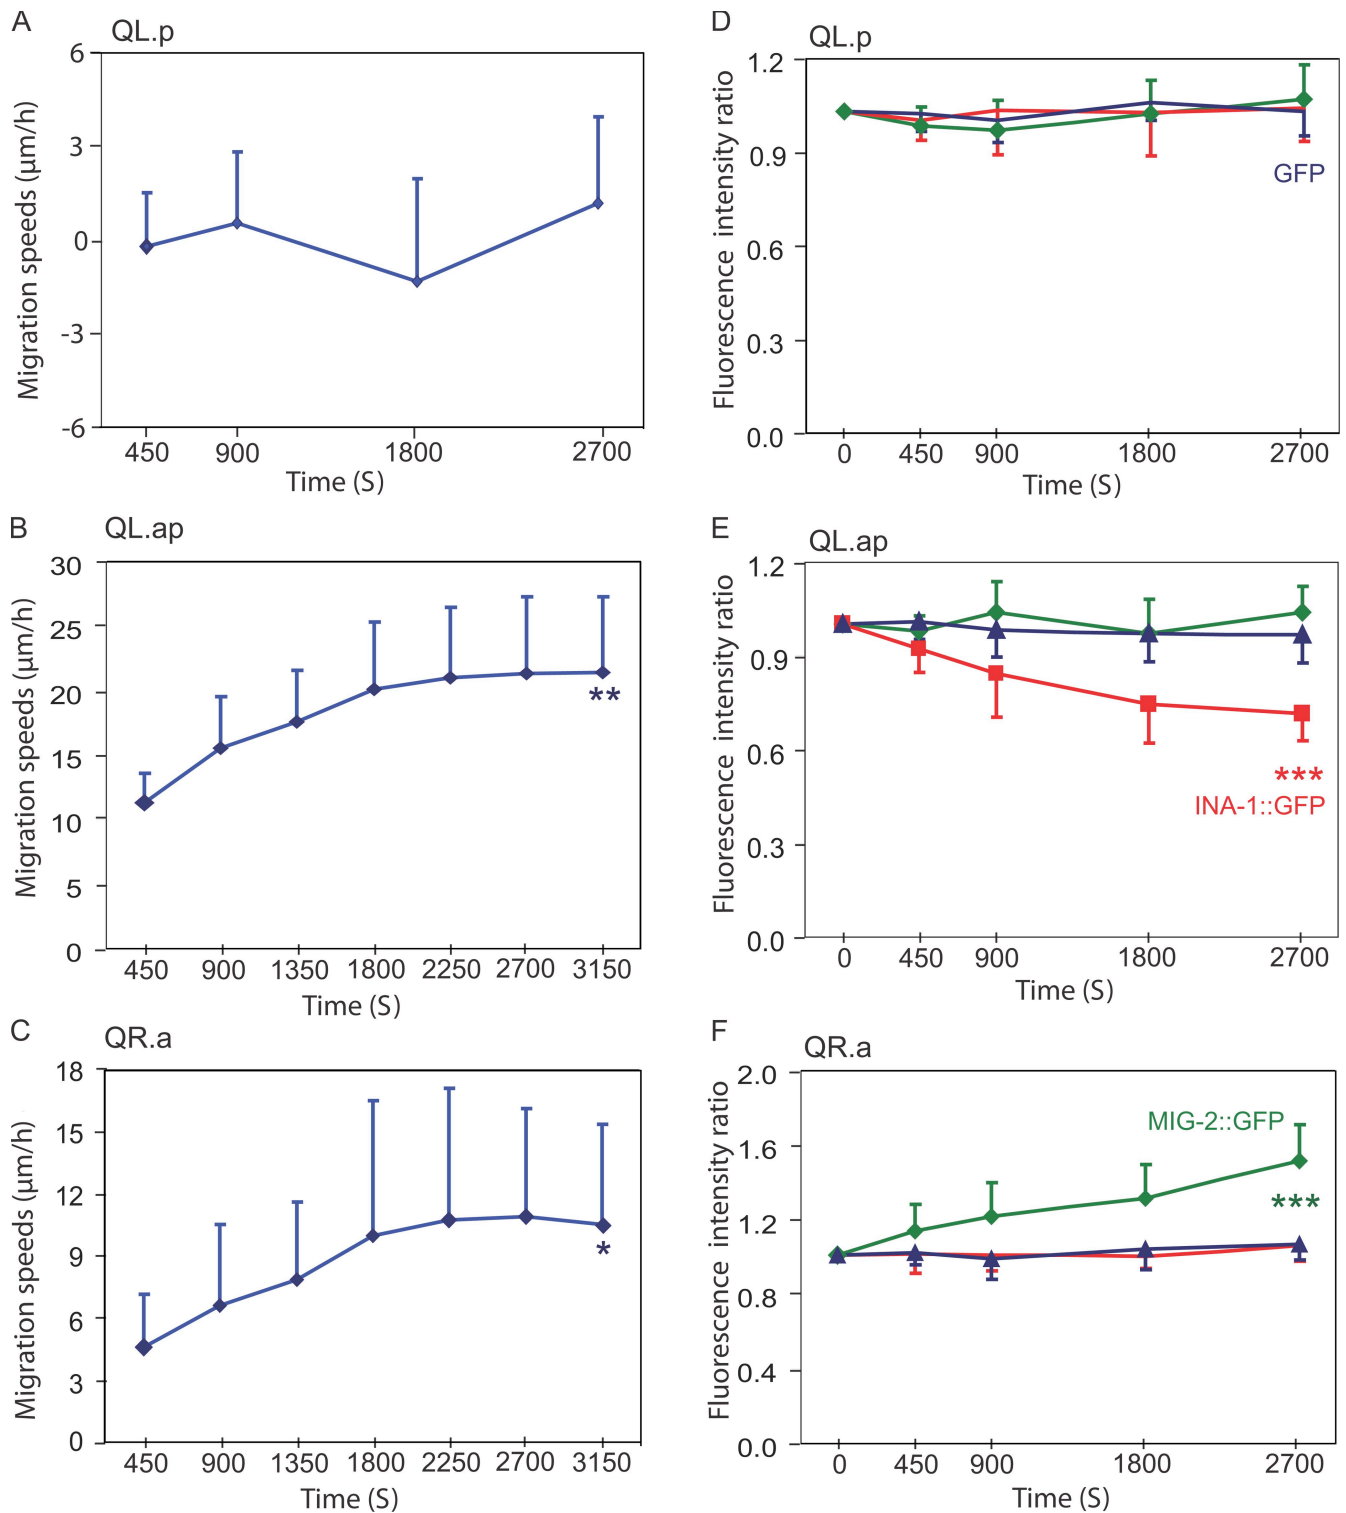 A
QL.p
6
3
0
-3
-6
Migration speeds (µm/h)
450 900 1800 2700
Time (S)
D
QL.p
1.2
0.9
0.6
0.3
0.0
Fluorescence intensity ratio
GFP
0 450 900 1800 2700
Time (S)
B
QL.ap
30
25
20
15
10
5
0
Migration speeds (µm/h)
**
450 900 1350 1800 2250 2700 3150
Time (S)
E
QL.ap
1.2
0.9
0.6
0.3
0.0
Fluorescence intensity ratio
***
INA-1::GFP
0 450 900 1800 2700
Time (S)
C
QR.a
18
15
12
9
6
3
0
Migration speeds (µm/h)
*
450 900 1350 1800 2250 2700 3150
Time (S)
F
QR.a
2.0
1.6
1.2
0.8
0.4
0.0
Fluorescence intensity ratio
MIG-2::GFP
***
0 450 900 1800 2700
Time (S)